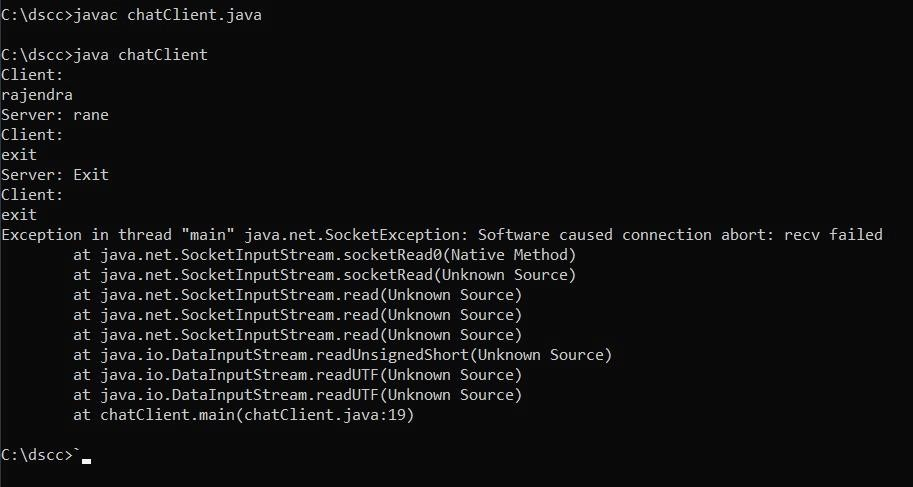 C:\dscc>javac chatClient.java
C:\dscc>java chatClient
Client:
rajendra
Server: rane
Client:
exit
Server: Exit
Client:
exit
Exception in thread "main" java.net.SocketException: Software caused connection abort: recv failed
        at java.net.SocketInputStream.socketRead0(Native Method)
        at java.net.SocketInputStream.socketRead(Unknown Source)
        at java.net.SocketInputStream.read(Unknown Source)
        at java.net.SocketInputStream.read(Unknown Source)
        at java.net.SocketInputStream.read(Unknown Source)
        at java.io.DataInputStream.readUnsignedShort(Unknown Source)
        at java.io.DataInputStream.readUTF(Unknown Source)
        at java.io.DataInputStream.readUTF(Unknown Source)
        at chatClient.main(chatClient.java:19)
C:\dscc>`